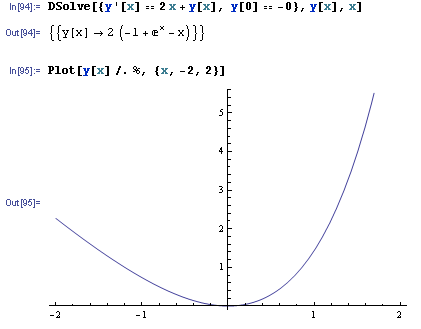 In[94]:= DSolve[{y'[x] == 2 x + y[x], y[0] == -0}, y[x], x]
Out[94]= {{y[x] → 2 (-1 + ⅇ^x - x)}}
In[95]:= Plot[y[x] /. %, {x, -2, 2}]
5
4
3
Out[95]=
2
1
-2 -1 1 2